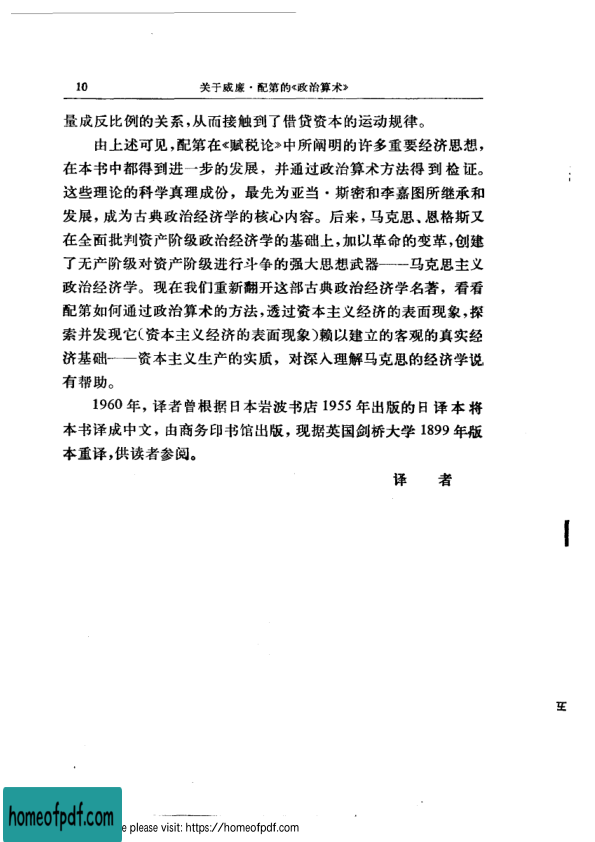 10
关于威廉·配第的《政治算术》
量成反比例的关系,从而接触到了借贷资本的运动规律。
由上述可见,配第在《赋税论》中所阐明的许多重要经济思想,
在本书中都得到进一步的发展,并通过政治算术方法得到检证。
这些理论的科学真理成份,最先为亚当·斯密和李嘉图所继承和
发展,成为古典政治经济学的核心内容。后来,马克思、恩格斯又
在全面批判资产阶级政治经济学的基础上,加以革命的变革,创建
了无产阶级对资产阶级进行斗争的强大思想武器——马克思主义
政治经济学。现在我们重新翻开这部古典政治经济学名著,看看
配第如何通过政治算术的方法,透过资本主义经济的表面现象,探
索并发现它(资本主义经济的表面现象)赖以建立的客观的真实经
济基础——资本主义生产的实质,对深入理解马克思的经济学说
有帮助。
1960年,译者曾根据日本岩波书店1955年出版的日译本将
本书译成中文,由商务印书馆出版,现据英国剑桥大学1899年版
本重译,供读者参阅。
译 者
五
homeofpdf.com
e please visit: https://homeofpdf.com